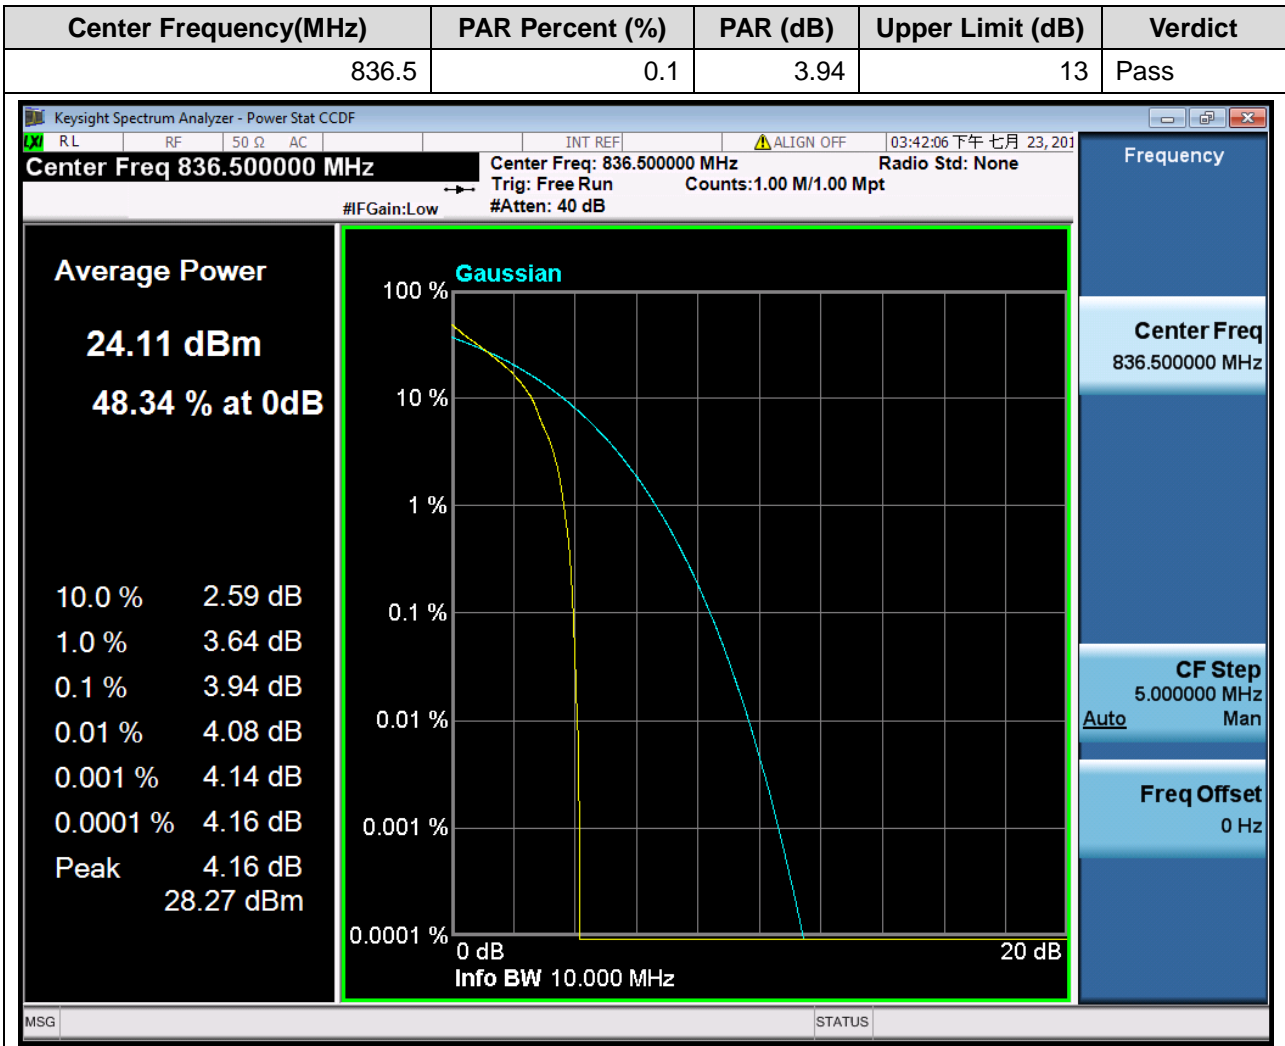 Center Frequency(MHz) PAR Percent (%) PAR (dB) Upper Limit (dB) Verdict
836.5 0.1 3.94 13 Pass
Keysight Spectrum Analyzer - Power Stat CCDF
LXI RL RF 50 Ω AC INT REF ALIGN OFF 03:42:06 下午 七月 23, 201
Center Freq 836.500000 MHz
Center Freq: 836.500000 MHz Radio Std: None
Trig: Free Run Counts:1.00 M/1.00 Mpt
#IFGain:Low #Atten: 40 dB
Average Power
24.11 dBm
48.34 % at 0dB
10.0 % 2.59 dB
1.0 % 3.64 dB
0.1 % 3.94 dB
0.01 % 4.08 dB
0.001 % 4.14 dB
0.0001 % 4.16 dB
Peak 4.16 dB
28.27 dBm
Gaussian
100 %
10 %
1 %
0.1 %
0.01 %
0.001 %
0.0001 %
0 dB 20 dB
Info BW 10.000 MHz
Frequency
Center Freq
836.500000 MHz
CF Step
5.000000 MHz
Auto Man
Freq Offset
0 Hz
MSG STATUS